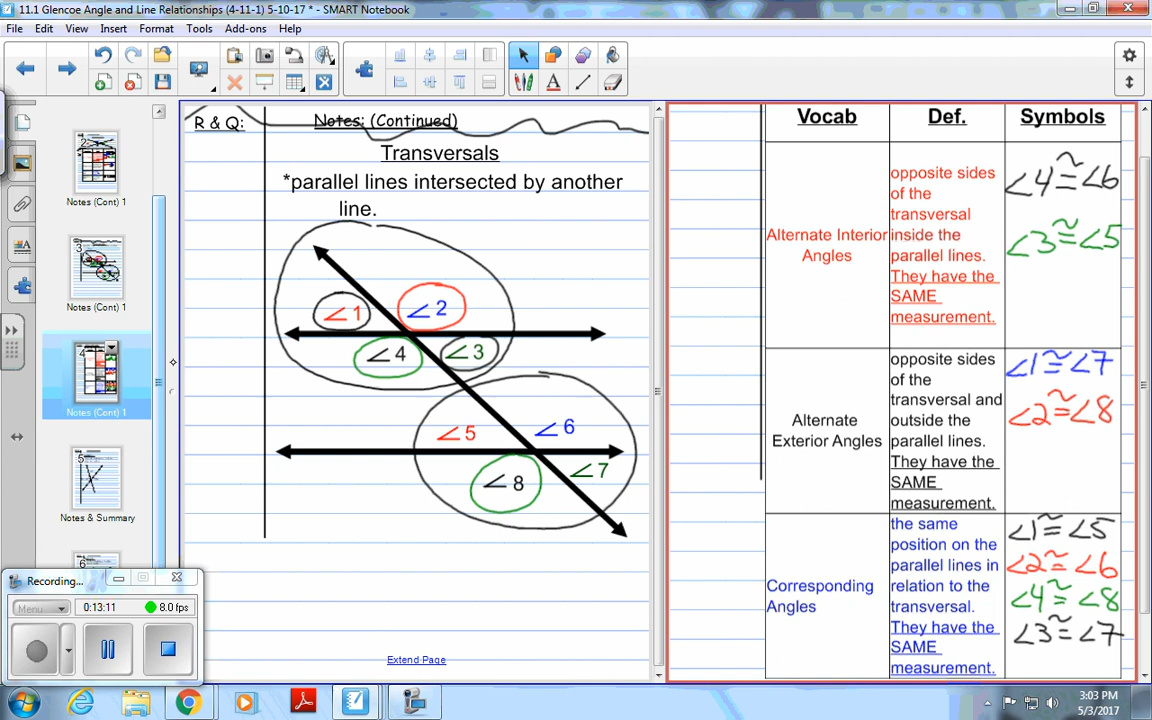 11.1 Glencoe Angle and Line Relationships (4-11-1) 5-10-17 * - SMART Notebook
File Edit View Insert Format Tools Add-ons Help
2
Notes (Cont) 1
3
Notes (Cont) 1
4
Notes (Cont) 1
5
Notes & Summary
6
R & Q:
Notes: (Continued)
Transversals
*parallel lines intersected by another
line.
∠1
∠2
∠4
∠3
∠5
∠6
∠8
∠7
Extend Page
Vocab Def. Symbols
Alternate Interior
Angles
opposite sides
of the
transversal
inside the
parallel lines.
They have the
SAME
measurement.
∠4≅∠6
∠3≅∠5
Alternate
Exterior Angles
opposite sides
of the
transversal and
outside the
parallel lines.
They have the
SAME
measurement.
∠1≅∠7
∠2≅∠8
Corresponding
Angles
the same
position on the
parallel lines in
relation to the
transversal.
They have the
SAME
measurement.
∠1≅∠5
∠2≅∠6
∠4≅∠8
∠3≅∠7
Recording...
Menu
0:13:11
8.0 fps
3:03 PM
5/3/2017